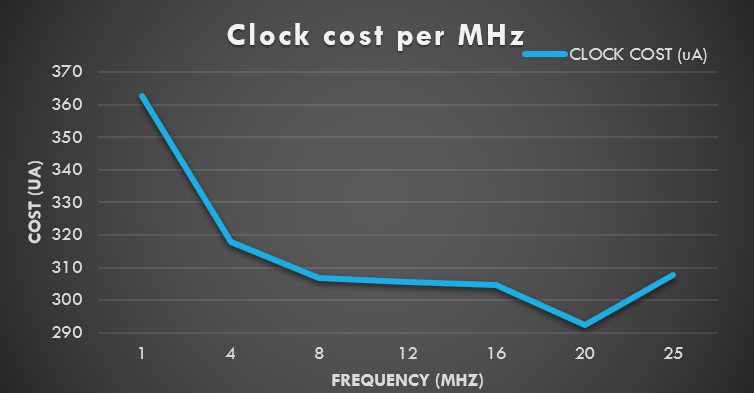 Clock cost per MHz
CLOCK COST (uA)
370
360
350
340
330
320
310
300
290
COST (UA)
1 4 8 12 16 20 25
FREQUENCY (MHZ)